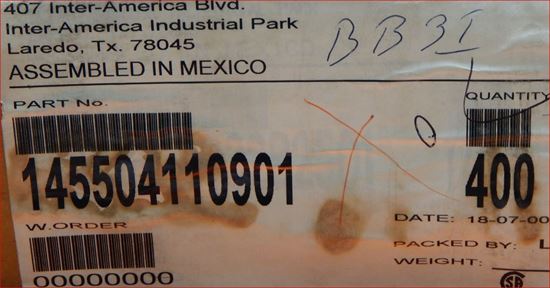 407 Inter-America Blvd.
Inter-America Industrial Park
Laredo, Tx. 78045
BB3I
ASSEMBLED IN MEXICO
PART No.
QUANTITY
145504110901
400
W.ORDER
DATE: 18-07-00
PACKED BY: L
00000000
WEIGHT:
SA